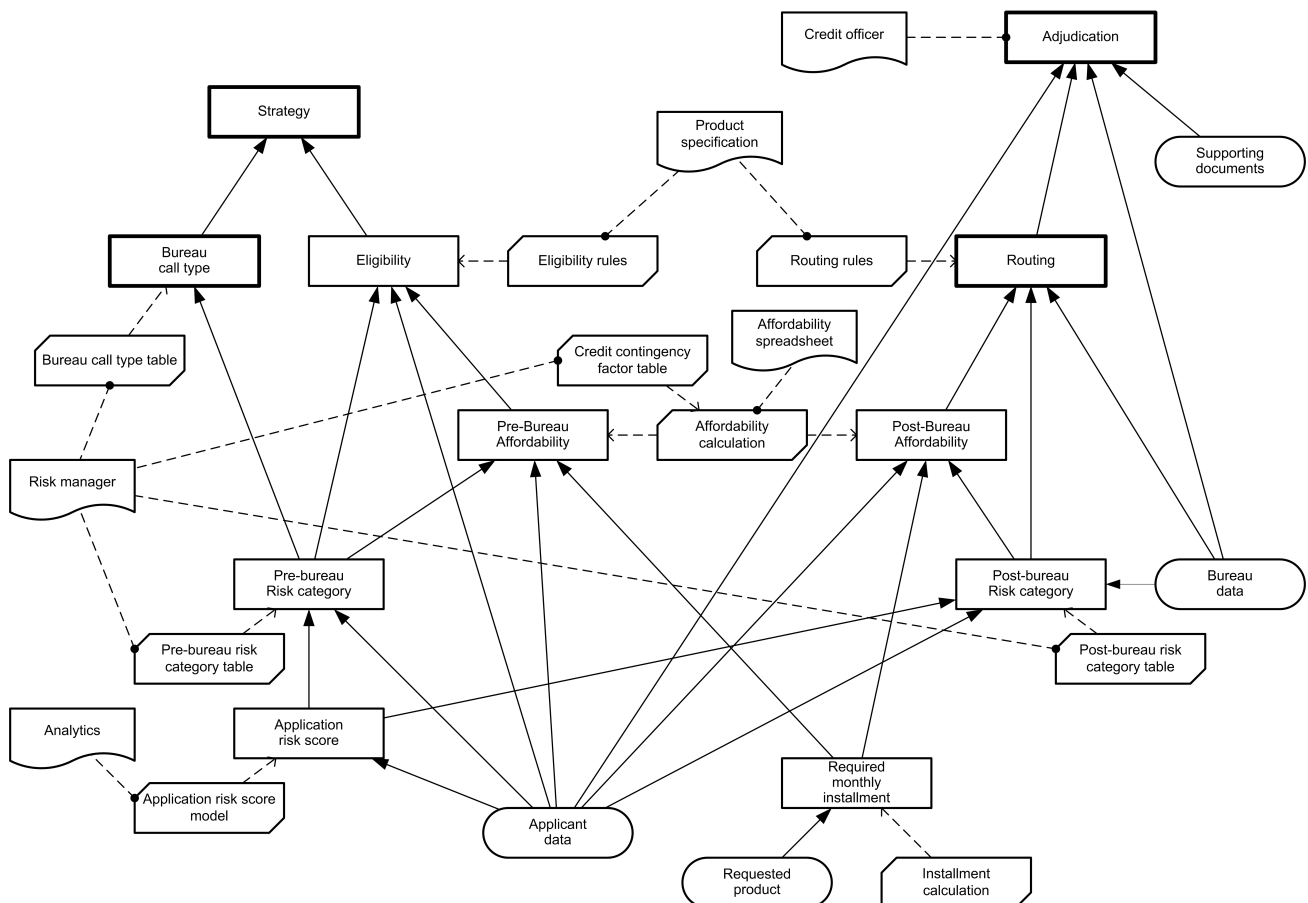 Credit officer
Adjudication
Strategy
Product
specification
Supporting
documents
Bureau
call type
Eligibility
Eligibility rules
Routing rules
Routing
Bureau call type table
Credit contingency
factor table
Affordability
spreadsheet
Pre-Bureau
Affordability
Affordability
calculation
Post-Bureau
Affordability
Risk manager
Pre-bureau
Risk category
Post-bureau
Risk category
Bureau
data
Pre-bureau risk
category table
Post-bureau risk
category table
Analytics
Application
risk score
Application risk score
model
Required
monthly
installment
Applicant
data
Requested
product
Installment
calculation